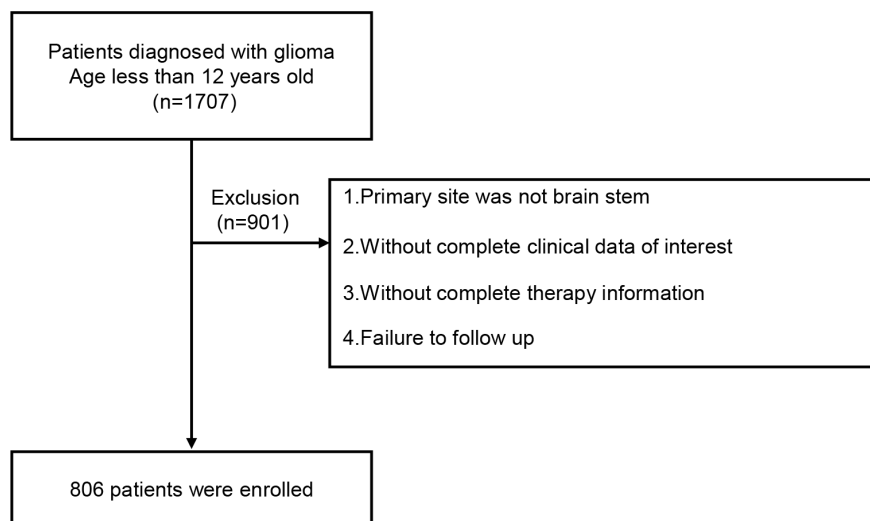 Patients diagnosed with glioma
Age less than 12 years old
(n=1707)
Exclusion
(n=901)
1.Primary site was not brain stem
2.Without complete clinical data of interest
3.Without complete therapy information
4.Failure to follow up
806 patients were enrolled